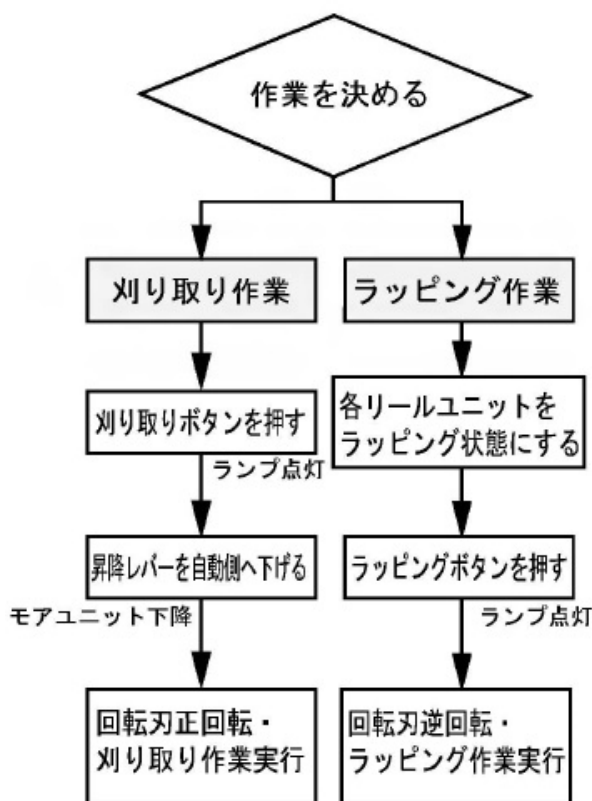 作業を決める
刈り取り作業
ラッピング作業
刈り取りボタンを押す
各リールユニットを
ラッピング状態にする
ランプ点灯
昇降レバーを自動側へ下げる
ラッピングボタンを押す
モアユニット下降
ランプ点灯
回転刃正回転・
刈り取り作業実行
回転刃逆回転・
ラッピング作業実行